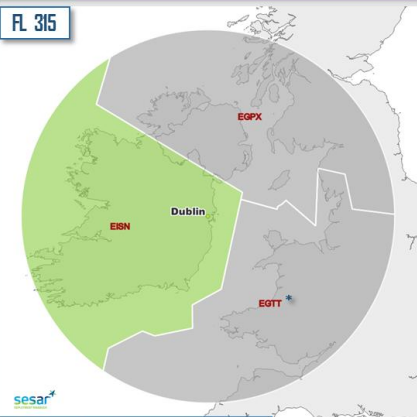 FL 315
EGPX
Dublin
EISN
EGTT *
sesar